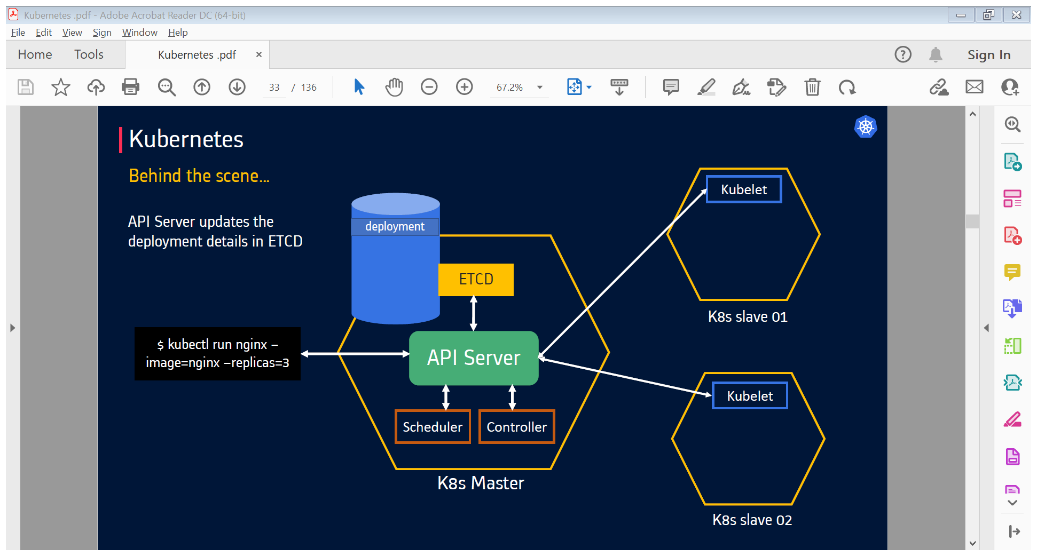 Kubernetes .pdf - Adobe Acrobat Reader DC (64-bit)
File Edit View Sign Window Help
Home Tools Kubernetes .pdf × Sign In
33 / 136 67.2%
Kubernetes
Behind the scene...
API Server updates the
deployment details in ETCD
deployment
ETCD
$ kubectl run nginx –
image=nginx –replicas=3
API Server
Scheduler Controller
K8s Master
Kubelet
K8s slave 01
Kubelet
K8s slave 02